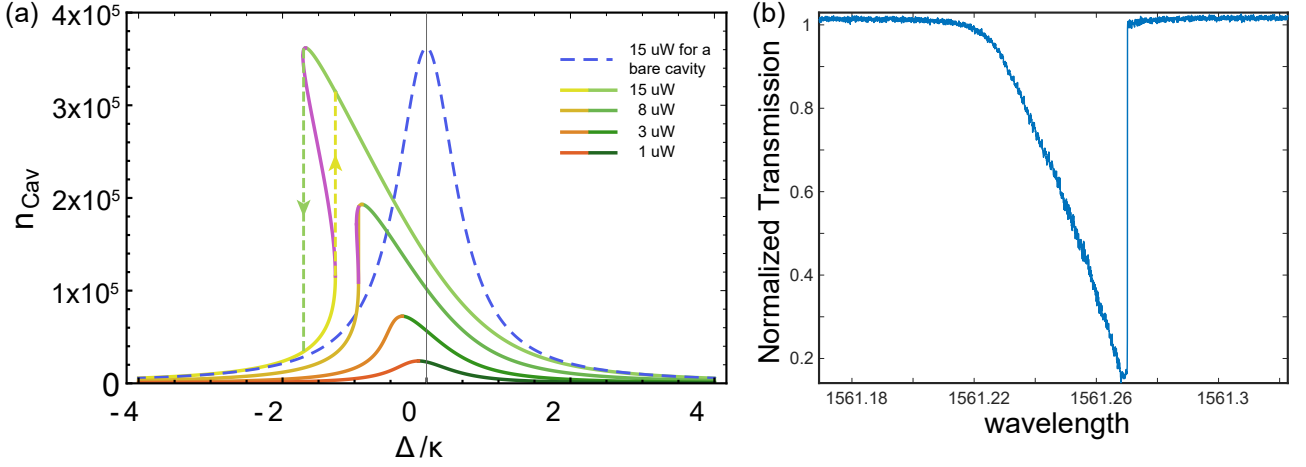 (a)
4x10⁵
3x10⁵
2x10⁵
1x10⁵
0
n_Cav
-4
-2
0
2
4
Δ/κ
15 uW for a
bare cavity
15 uW
8 uW
3 uW
1 uW
(b)
1
0.8
0.6
0.4
0.2
Normalized Transmission
1561.18
1561.22
1561.26
1561.3
wavelength